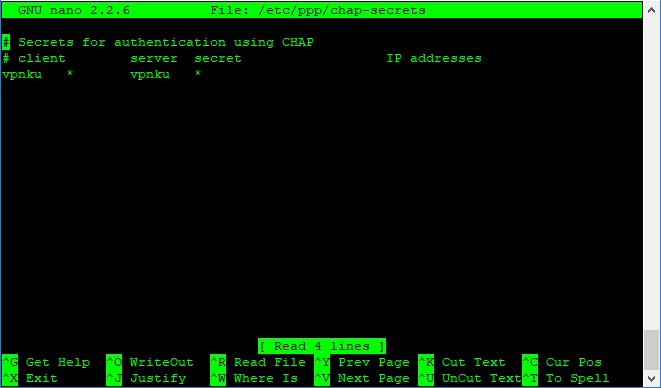 GNU nano 2.2.6 File: /etc/ppp/chap-secrets
# Secrets for authentication using CHAP
# client server secret IP addresses
vpnku * vpnku *
[ Read 4 lines ]
^G Get Help ^O WriteOut ^R Read File ^Y Prev Page ^K Cut Text ^C Cur Pos
^X Exit ^J Justify ^W Where Is ^V Next Page ^U UnCut Text ^T To Spell